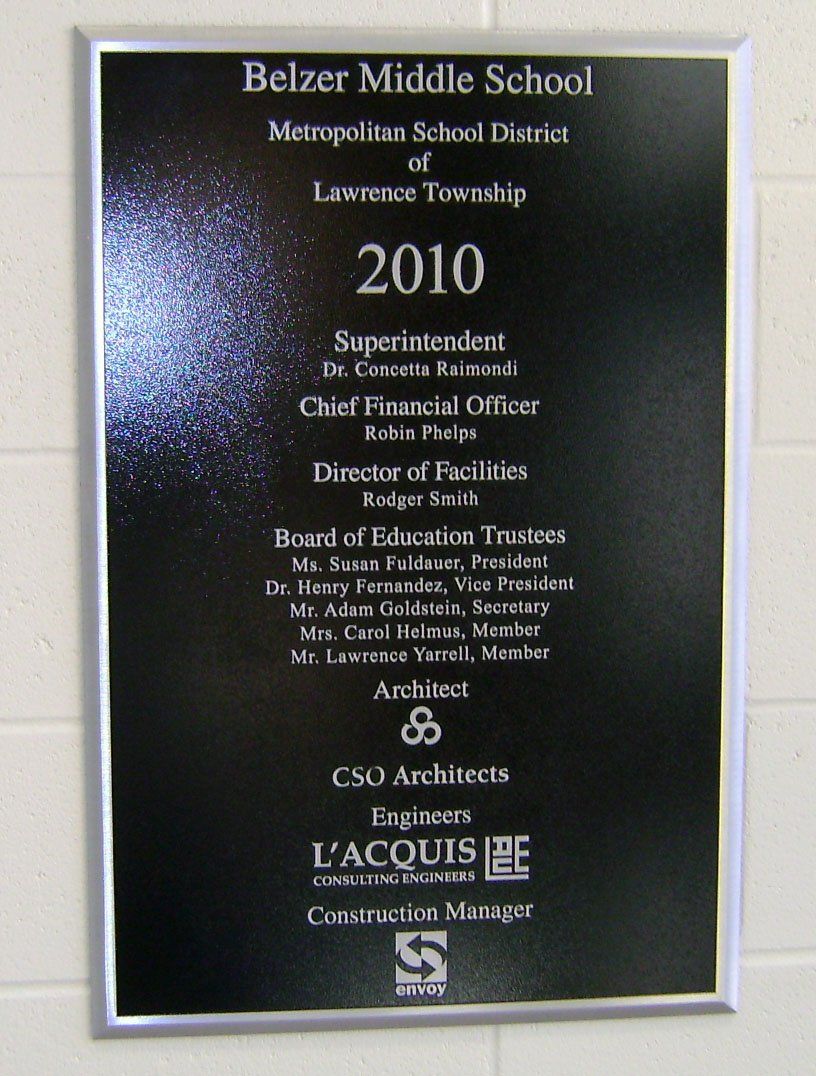 Belzer Middle School
Metropolitan School District
of
Lawrence Township
2010
Superintendent
Dr. Concetta Raimondi
Chief Financial Officer
Robin Phelps
Director of Facilities
Rodger Smith
Board of Education Trustees
Ms. Susan Fuldauer, President
Dr. Henry Fernandez, Vice President
Mr. Adam Goldstein, Secretary
Mrs. Carol Helmus, Member
Mr. Lawrence Yarrell, Member
Architect
CSO Architects
Engineers
L'ACQUIS
CONSULTING ENGINEERS
Construction Manager
envoy